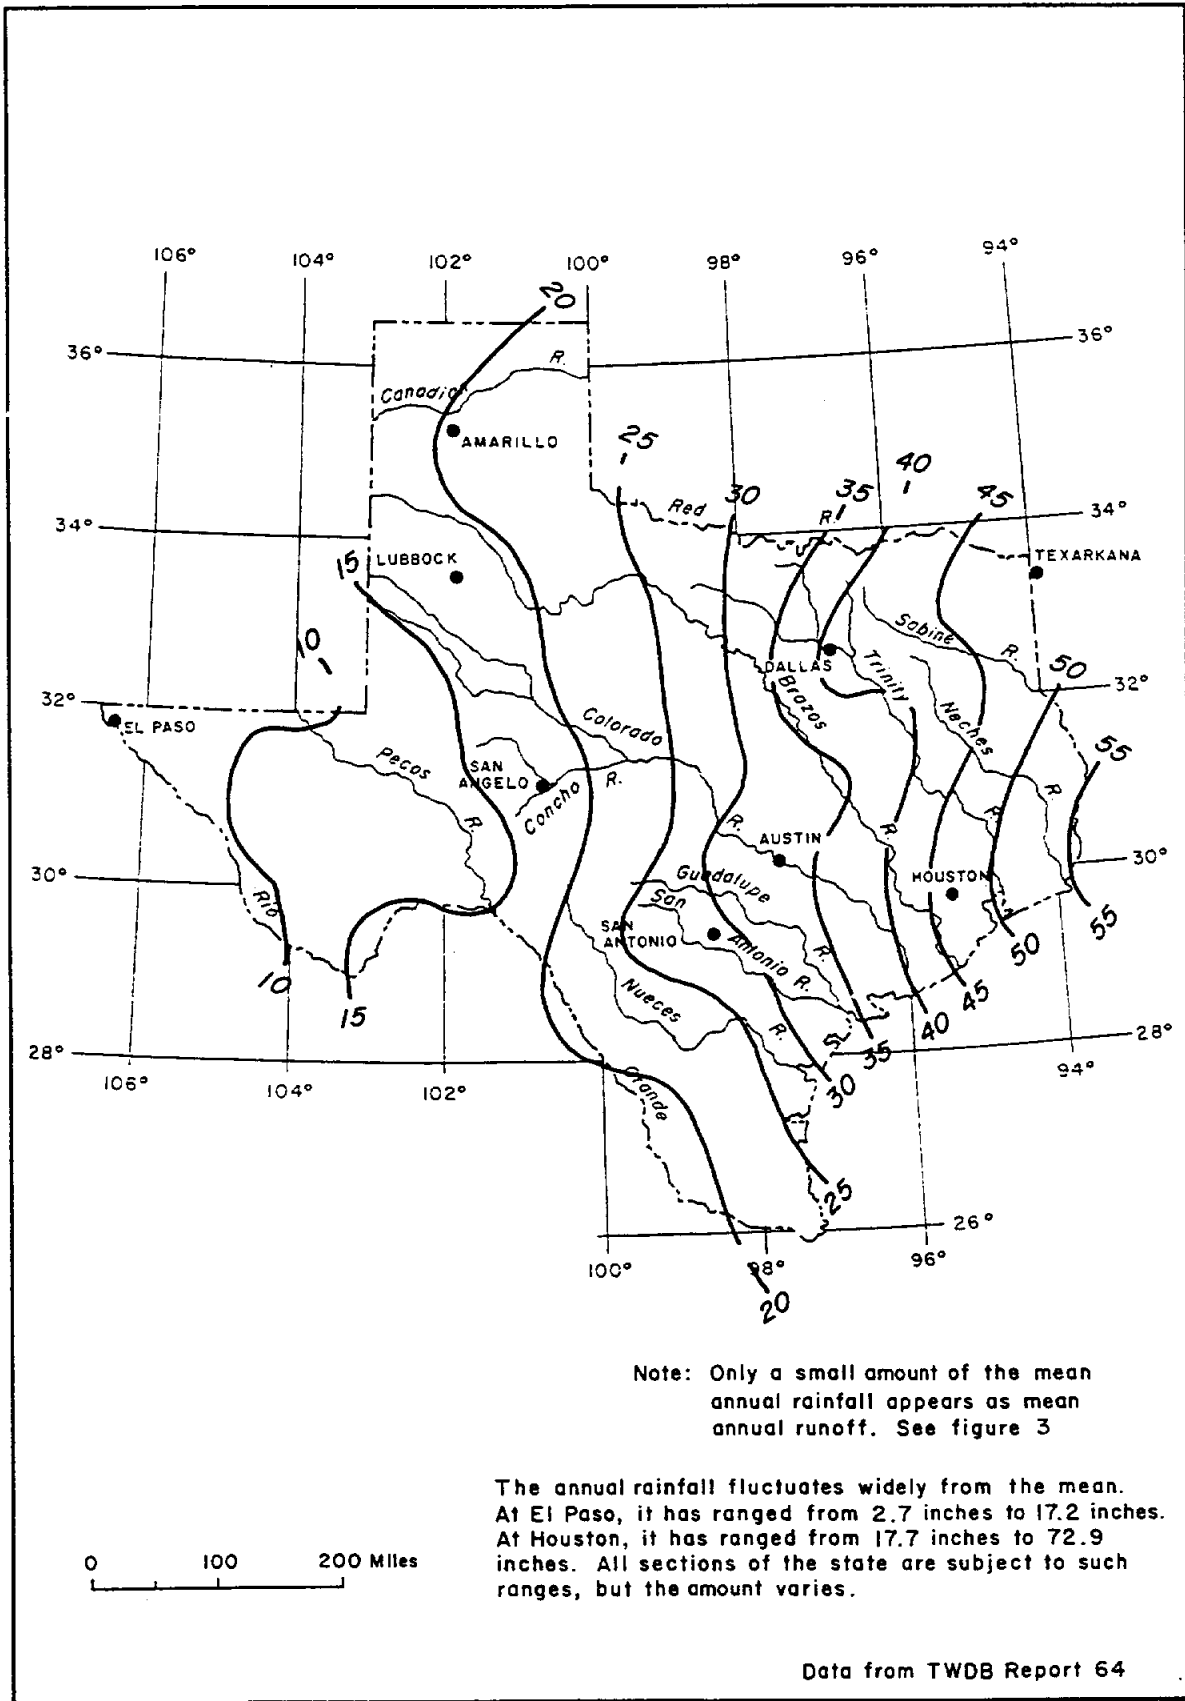 106°
104°
102°
100°
98°
96°
94°
20
36°
36°
R.
Canadian
AMARILLO
25
40
30
35
45
Red
R.
34°
34°
TEXARKANA
LUBBOCK
15
Sabine
R.
10
50
DALLAS
Trinity
32°
32°
Brazos
Neches
EL PASO
Colorado
55
Pecos
SAN
ANGELO
Concho R.
R.
R.
R.
R.
AUSTIN
R.
30°
30°
Guadalupe
HOUSTON
Rio
San
SAN
ANTONIO
Antonio R.
R.
55
50
10
Nueces
45
15
40
R.
35
28°
28°
106°
104°
102°
94°
Grande
30
25
26°
100°
98°
96°
20
Note: Only a small amount of the mean
annual rainfall appears as mean
annual runoff. See figure 3
The annual rainfall fluctuates widely from the mean.
At El Paso, it has ranged from 2.7 inches to 17.2 inches.
At Houston, it has ranged from 17.7 inches to 72.9
inches. All sections of the state are subject to such
ranges, but the amount varies.
0 100 200 Miles
Data from TWDB Report 64